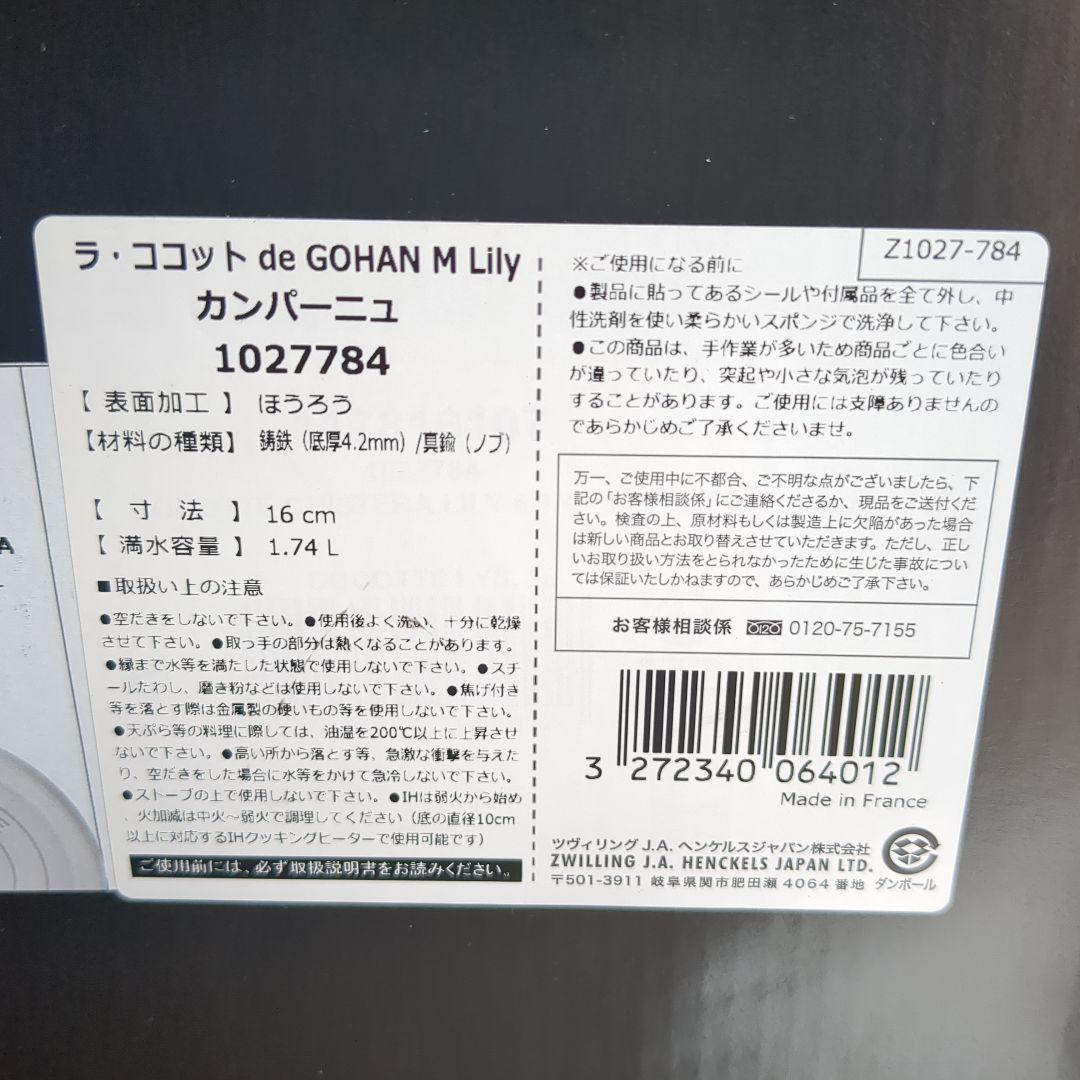 ラ・ココット de GOHAN M Lily
カンパーニュ
1027784
【 表面加工 】 ほうろう
【材料の種類】 鋳鉄（底厚4.2mm）/真鍮（ノブ）
【 寸 法 】 16 cm
【 満水容量 】 1.74 L
■取扱い上の注意
●空だきをしないで下さい。●使用後よく洗い、十分に乾燥
させて下さい。●取っ手の部分は熱くなることがあります。
●縁まで水等を満たした状態で使用しないで下さい。●スチ
ールたわし、磨き粉などは使用しないで下さい。●焦げ付き
等を落とす際は金属製の硬いもの等を使用しないで下さい。
●天ぷら等の料理に際しては、油温を200℃以上に上昇させ
ないで下さい。●高い所から落とす等、急激な衝撃を与えた
り、空だきをした場合に水等をかけて急冷しないで下さい。
●ストーブの上で使用しないで下さい。●IHは弱火から始め
、火加減は中火～弱火で調理してください（底の直径10cm
以上に対応するIHクッキングヒーターで使用可能です）
ご使用前には、必ず取扱説明書をお読みください。
Z1027-784
※ご使用になる前に
●製品に貼ってあるシールや付属品を全て外し、中
性洗剤を使い柔らかいスポンジで洗浄して下さい。
●この商品は、手作業が多いため商品ごとに色合い
が違っていたり、突起や小さな気泡が残っていたり
することがあります。ご使用には支障ありませんの
であらかじめご了承くださいませ。
万一、ご使用中に不都合、ご不明な点がございましたら、下
記の「お客様相談係」にご連絡くださるか、現品をご送付くだ
さい。検査の上、原材料もしくは製造上に欠陥があった場合
は新しい商品とお取り替えさせていただきます。ただし、正し
いお取り扱い方法をとられなかったために生じた事故につい
ては保証いたしかねますので、あらかじめご了承下さい。
お客様相談係 0120-75-7155
3 272340 064012
Made in France
ツヴィリング J.A. ヘンケルスジャパン株式会社
ZWILLING J.A. HENCKELS JAPAN LTD.
〒501-3911 岐阜県関市肥田瀬 4064 番地
ダンボール